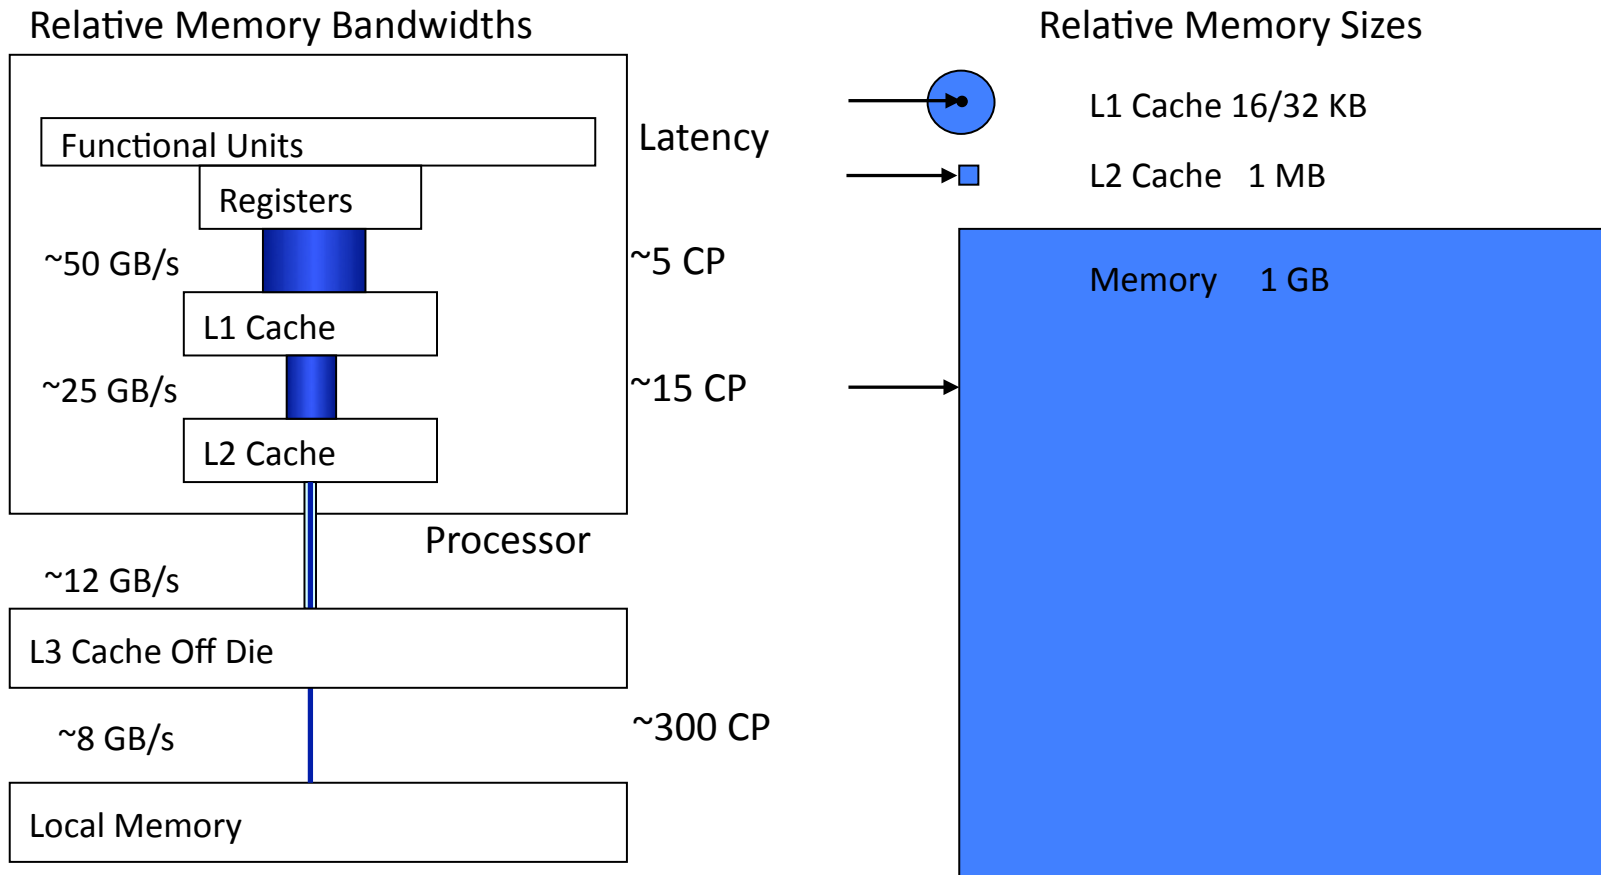 Relative Memory Bandwidths
Functional Units
Registers
~50 GB/s
L1 Cache
~25 GB/s
L2 Cache
Processor
~12 GB/s
L3 Cache Off Die
~8 GB/s
Local Memory
Latency
~5 CP
~15 CP
~300 CP
Relative Memory Sizes
L1 Cache 16/32 KB
L2 Cache 1 MB
Memory 1 GB